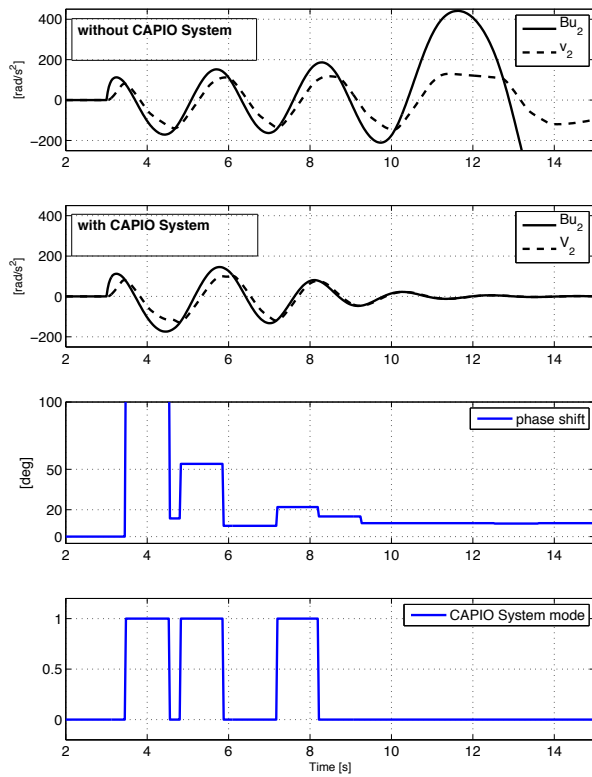 without CAPIO System
Bu₂
v₂
[rad/s²]
400
200
0
−200
2 4 6 8 10 12 14
with CAPIO System
Bu₂
V₂
[rad/s²]
400
200
0
−200
2 4 6 8 10 12 14
phase shift
[deg]
100
50
20
0
2 4 6 8 10 12 14
CAPIO System mode
1
0.5
0
2 4 6 8 10 12 14
Time [s]